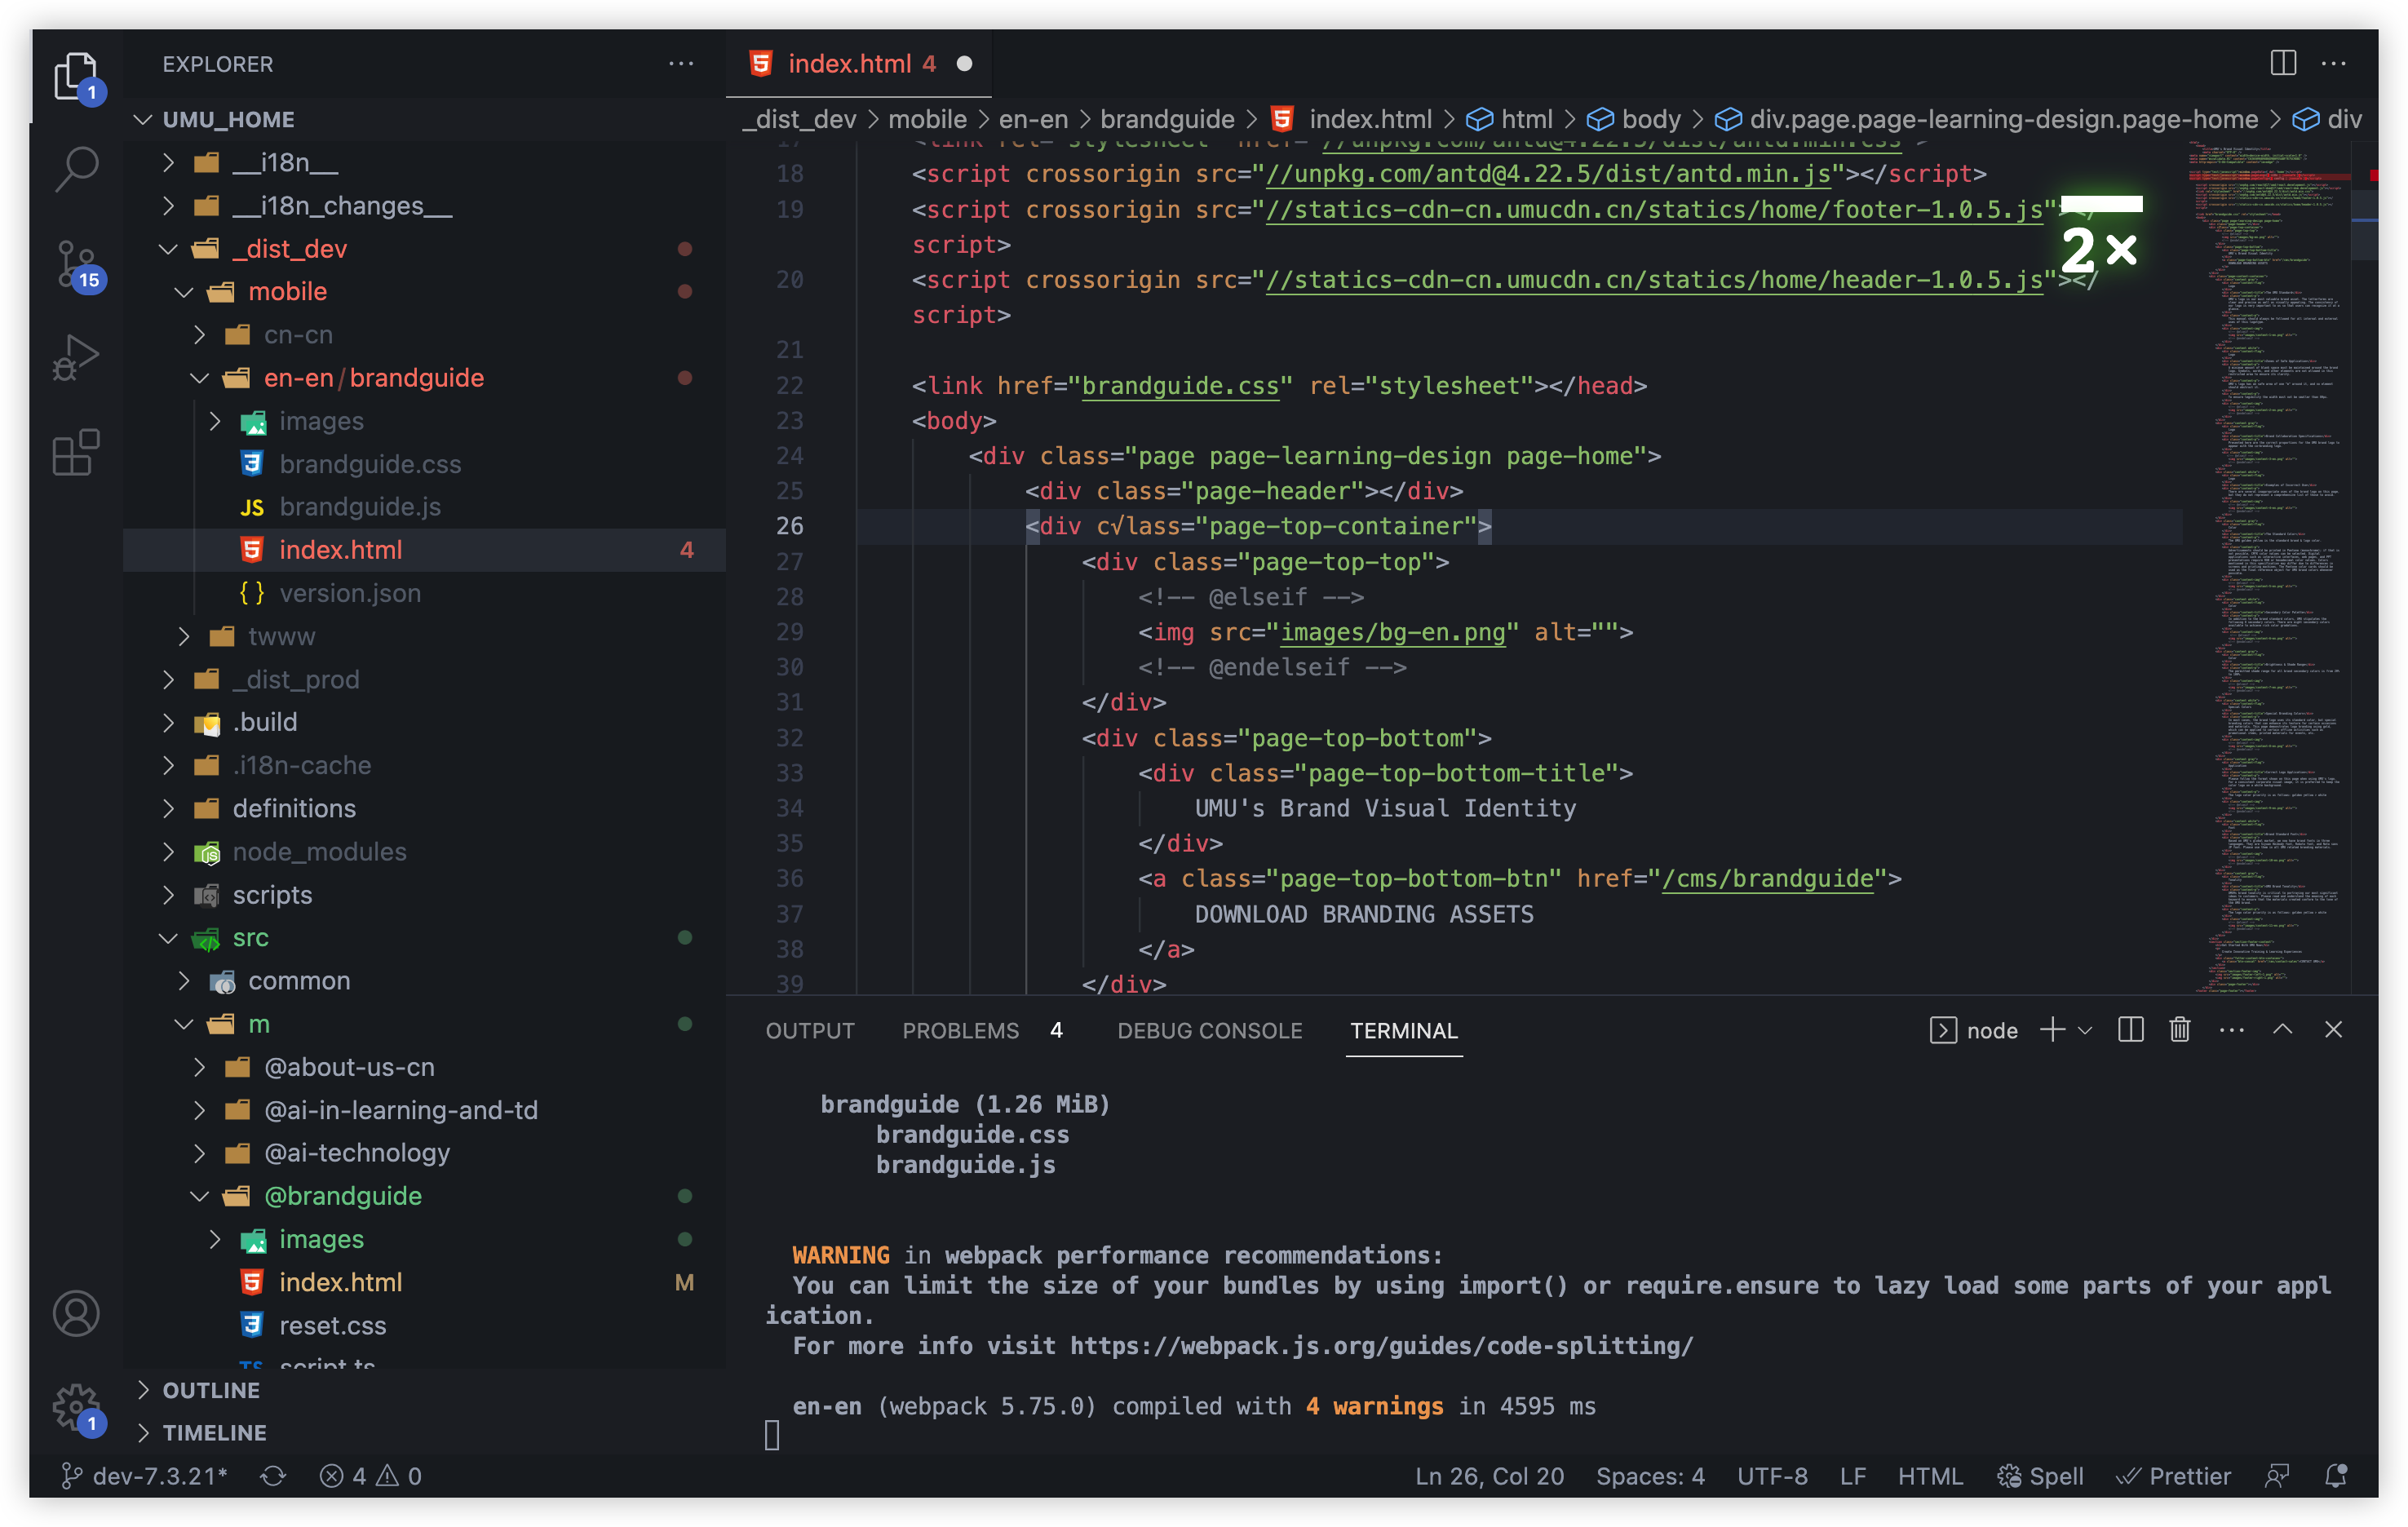 EXPLORER
UMU_HOME
__i18n__
__i18n_changes__
_dist_dev
mobile
cn-cn
en-en/brandguide
images
brandguide.css
brandguide.js
index.html 4
version.json
twww
_dist_prod
.build
.i18n-cache
definitions
node_modules
scripts
src
common
m
@about-us-cn
@ai-in-learning-and-td
@ai-technology
@brandguide
images
index.html M
reset.css
script.ts
OUTLINE
TIMELINE
1
15
1
index.html 4
_dist_dev > mobile > en-en > brandguide > index.html > html > body > div.page.page-learning-design.page-home > div
17 <link rel="stylesheet" href="//unpkg.com/antd@4.22.5/dist/antd.min.css">
18 <script crossorigin src="//unpkg.com/antd@4.22.5/dist/antd.min.js"></script>
19 <script crossorigin src="//statics-cdn-cn.umucdn.cn/statics/home/footer-1.0.5.js"></
script>
20 <script crossorigin src="//statics-cdn-cn.umucdn.cn/statics/home/header-1.0.5.js"></
script>
21
22 <link href="brandguide.css" rel="stylesheet"></head>
23 <body>
24 <div class="page page-learning-design page-home">
25 <div class="page-header"></div>
26 <div c√lass="page-top-container">
27 <div class="page-top-top">
28 <!-- @elseif -->
29 <img src="images/bg-en.png" alt="">
30 <!-- @endelseif -->
31 </div>
32 <div class="page-top-bottom">
33 <div class="page-top-bottom-title">
34 UMU's Brand Visual Identity
35 </div>
36 <a class="page-top-bottom-btn" href="/cms/brandguide">
37 DOWNLOAD BRANDING ASSETS
38 </a>
39 </div>
2×
OUTPUT PROBLEMS 4 DEBUG CONSOLE TERMINAL node
brandguide (1.26 MiB)
brandguide.css
brandguide.js
WARNING in webpack performance recommendations:
You can limit the size of your bundles by using import() or require.ensure to lazy load some parts of your appl
ication.
For more info visit https://webpack.js.org/guides/code-splitting/
en-en (webpack 5.75.0) compiled with 4 warnings in 4595 ms
dev-7.3.21* 4 0 Ln 26, Col 20 Spaces: 4 UTF-8 LF HTML Spell Prettier